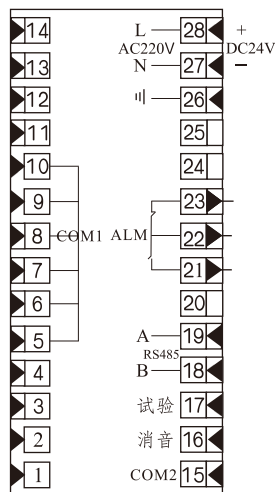 14 L 28 +
AC220V DC24V
13 N 27 −
12 26
11 25
10 24
9 23
8 COM1 ALM 22
7 21
6 20
5 A 19
RS485
4 B 18
3 试验 17
2 消音 16
1 COM2 15